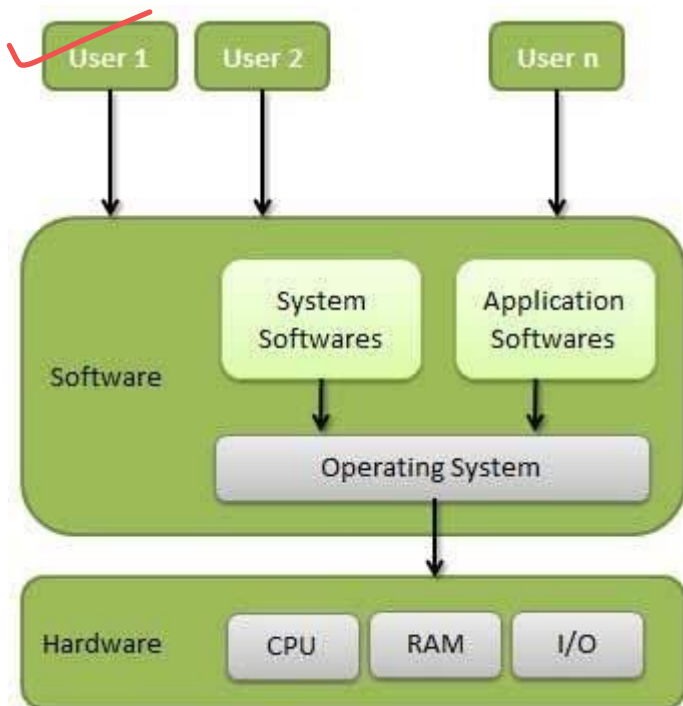 User 1
User 2
User n
System
Softwares
Application
Softwares
Software
Operating System
Hardware
CPU
RAM
I/O